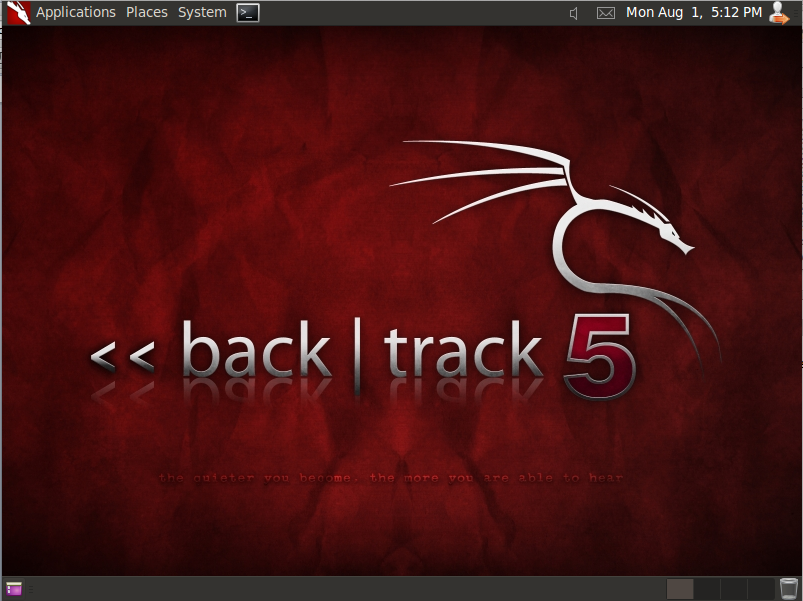 Applications Places System Mon Aug 1, 5:12 PM
<< back | track 5
the quieter you become, the more you are able to hear